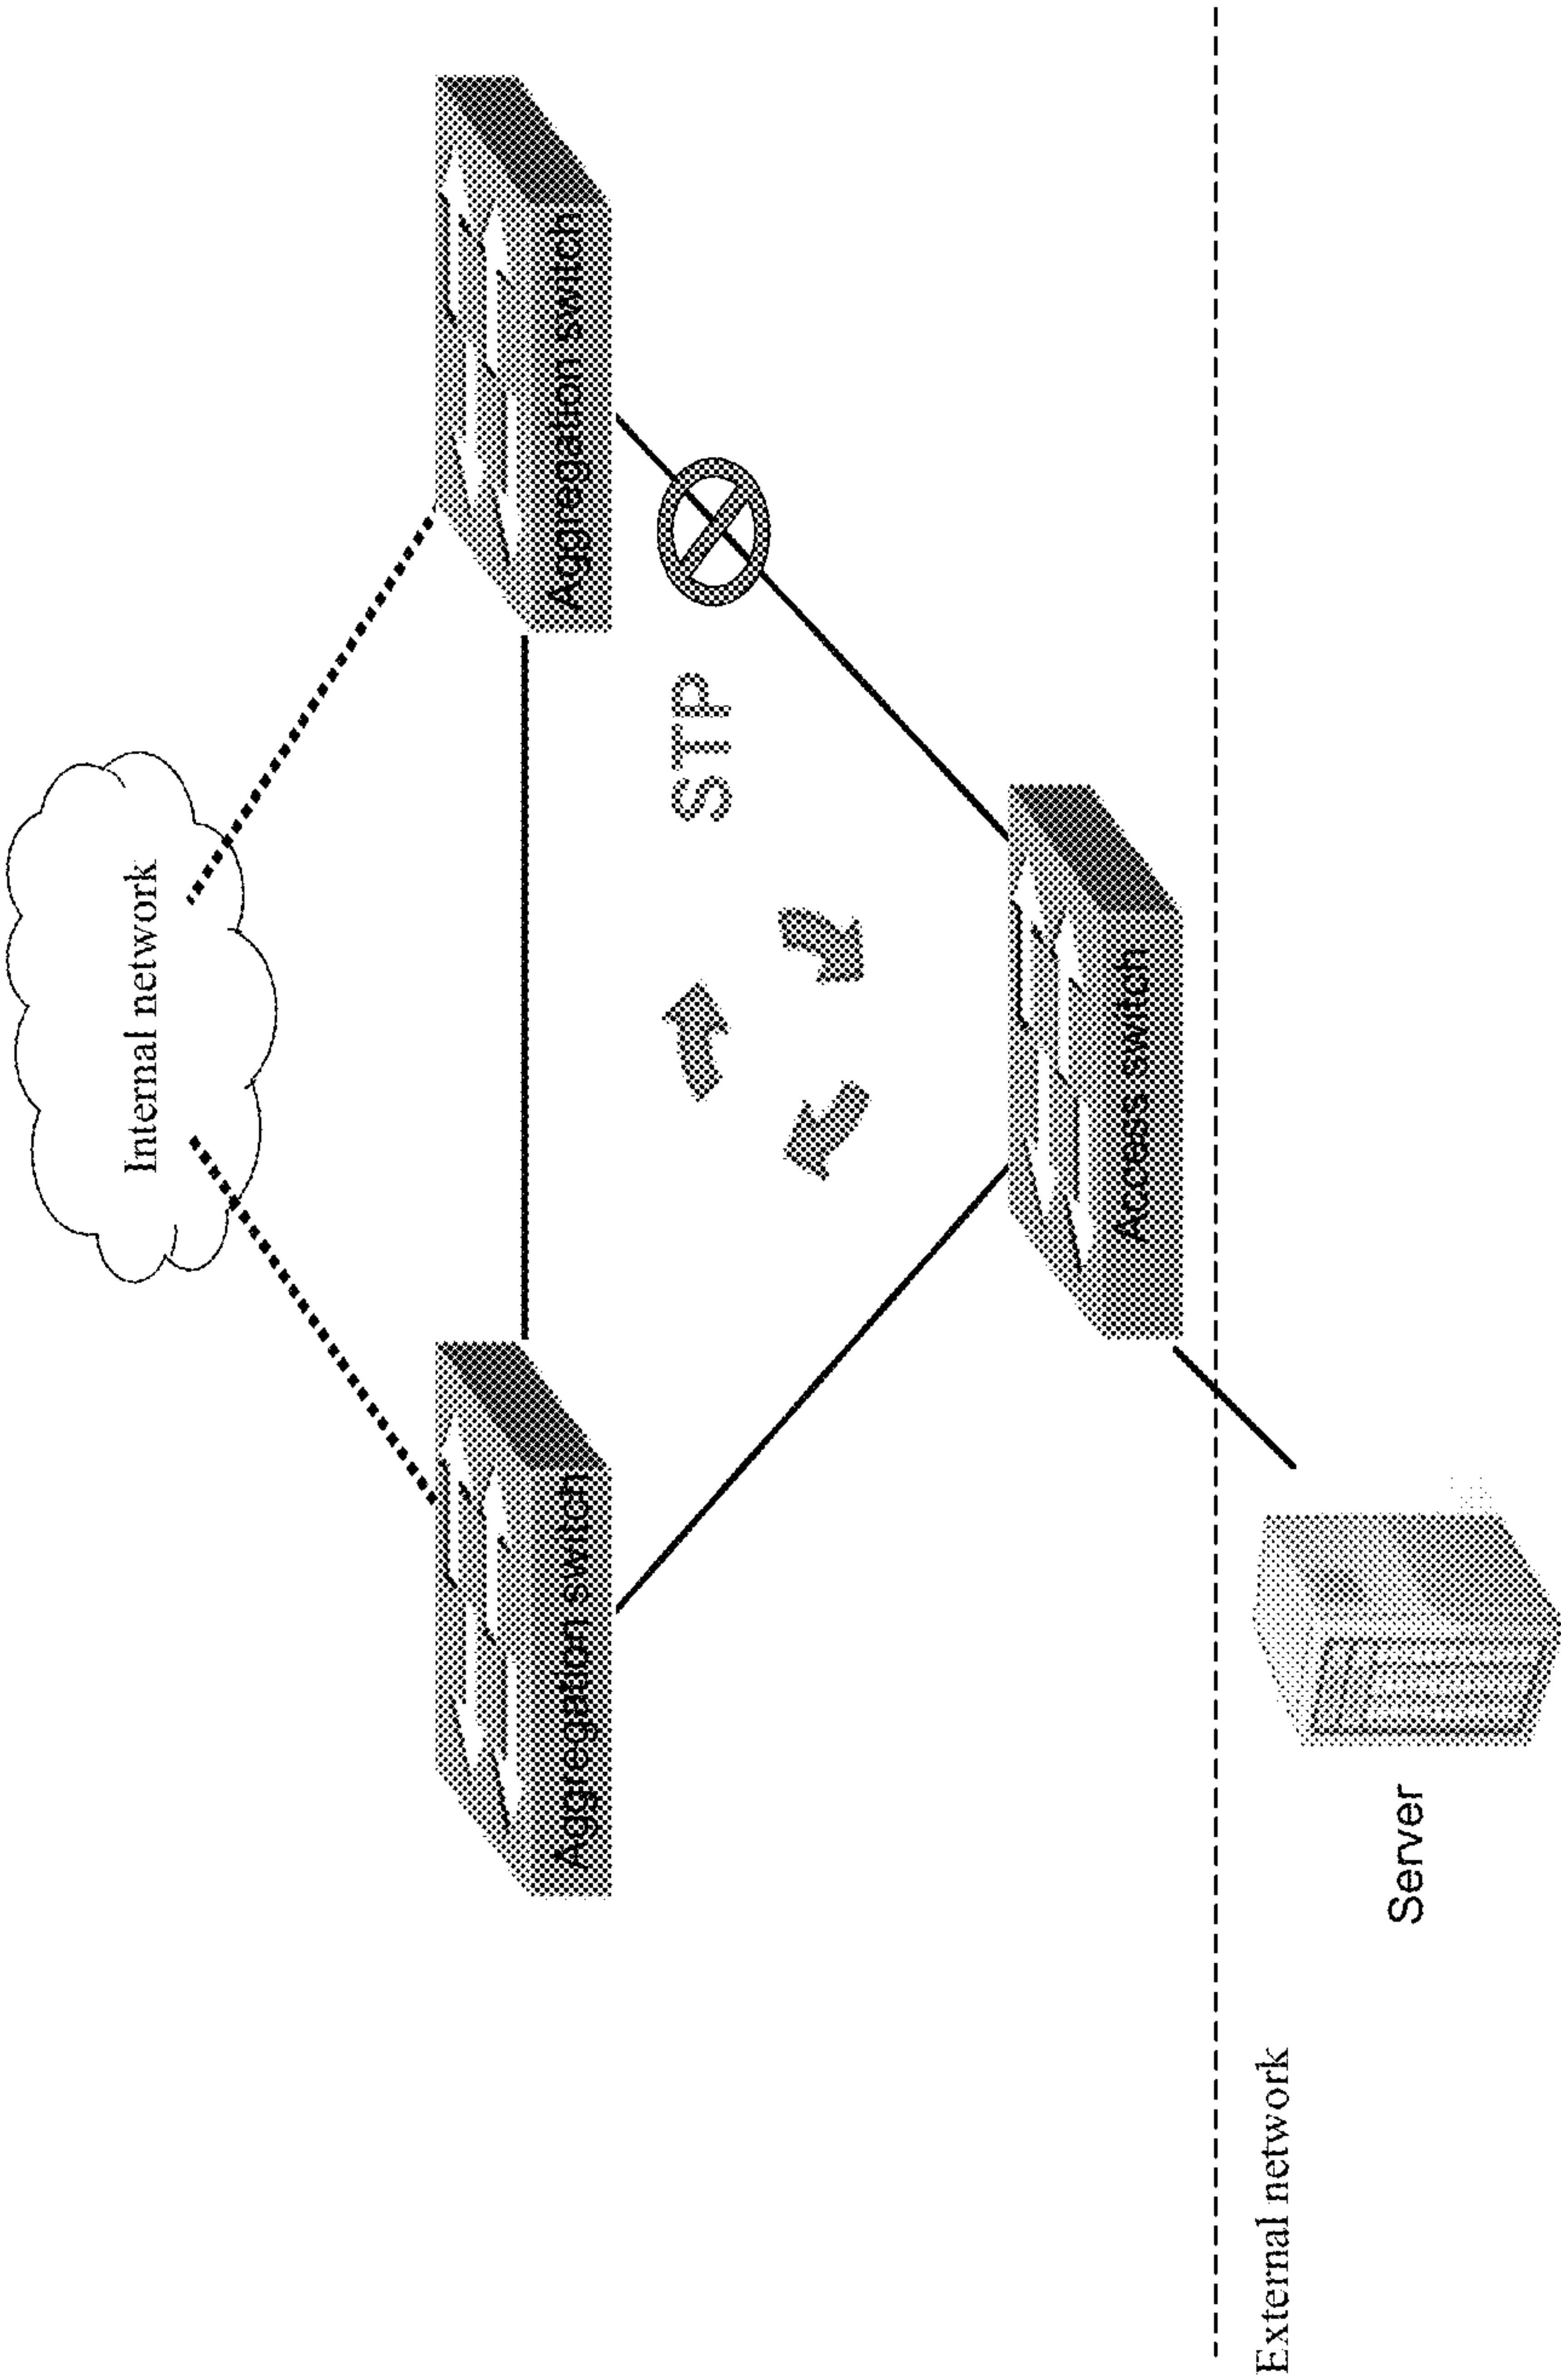 Internal network
Aggregation switch
Aggregation switch
STP
Access switch
External network
Server